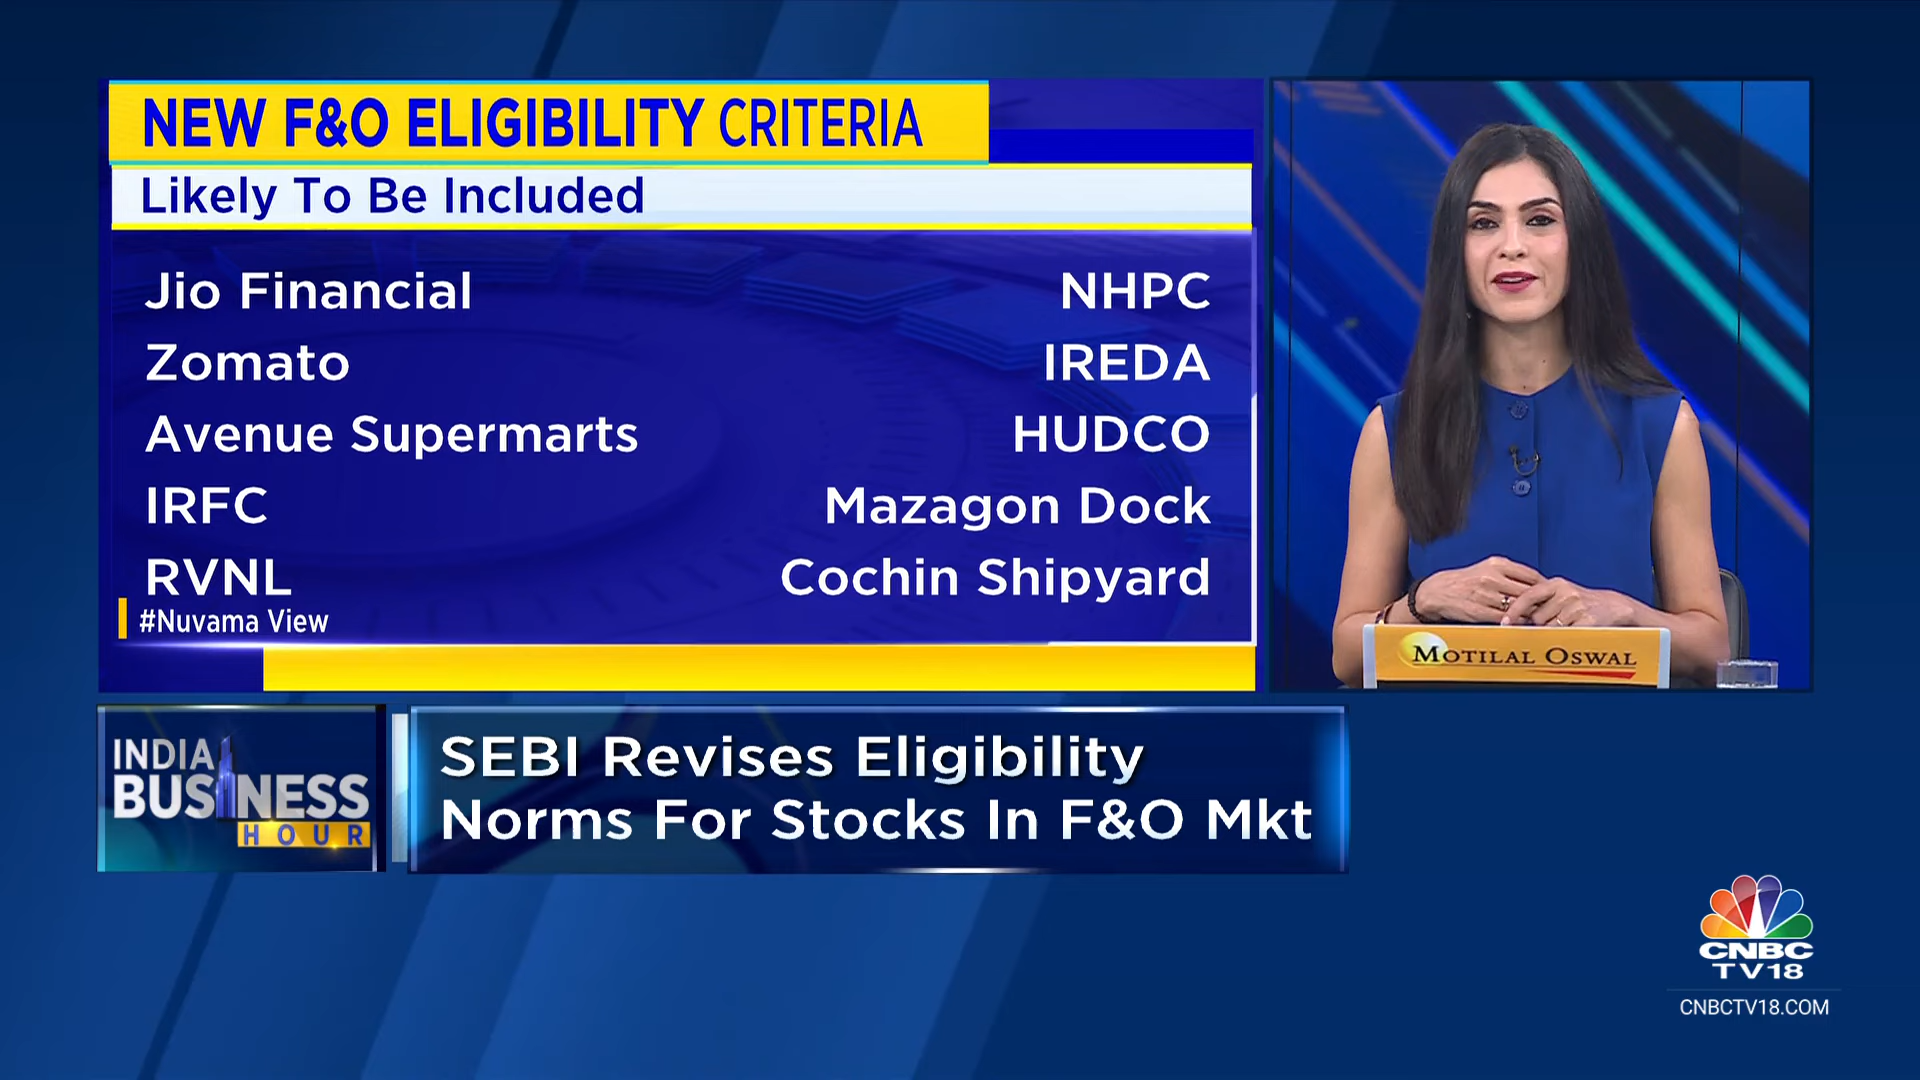 NEW F&O ELIGIBILITY CRITERIA
Likely To Be Included
Jio Financial NHPC
Zomato IREDA
Avenue Supermarts HUDCO
IRFC Mazagon Dock
RVNL Cochin Shipyard
#Nuvama View
MOTILAL OSWAL
INDIA
BUSINESS
HOUR
SEBI Revises Eligibility
Norms For Stocks In F&O Mkt
CNBC
TV18
CNBCTV18.COM